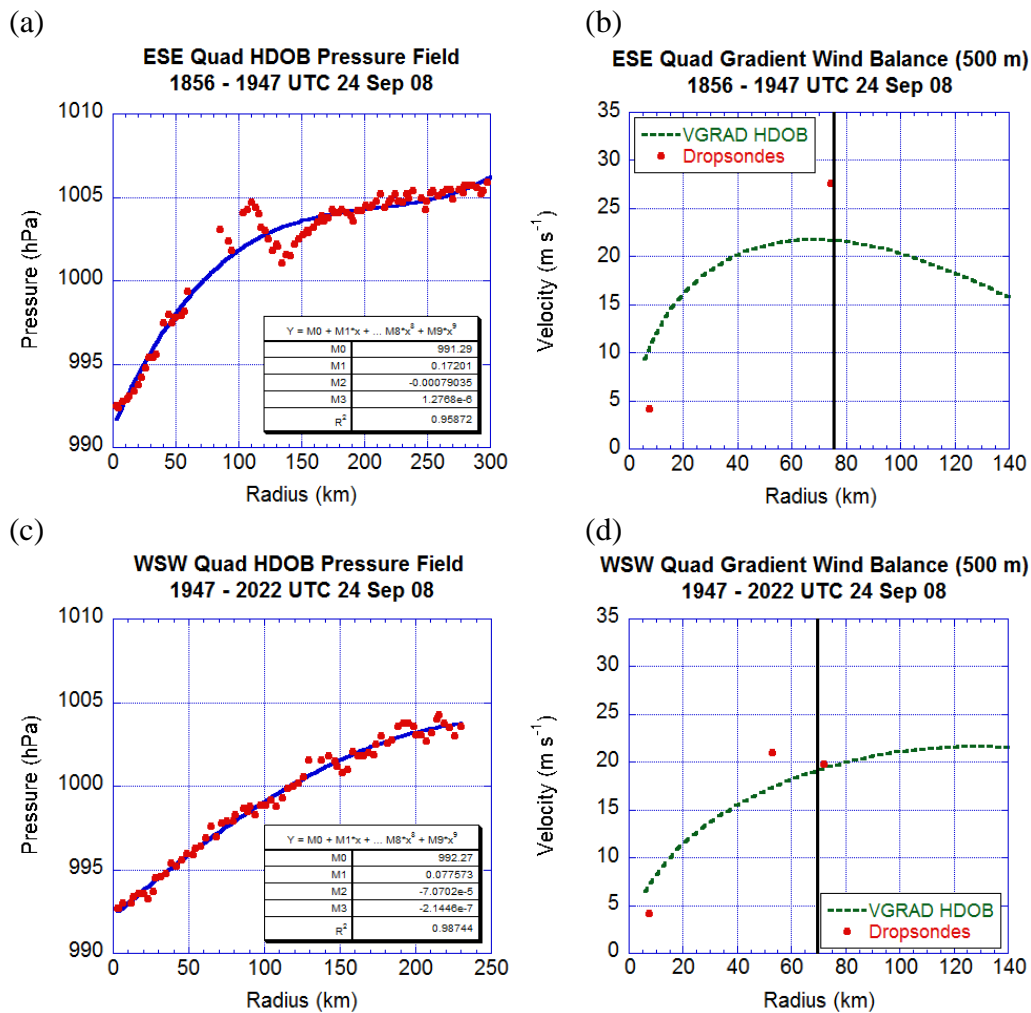 (a)
ESE Quad HDOB Pressure Field
1856 - 1947 UTC 24 Sep 08
Pressure (hPa)
1010
1005
1000
995
990
Y = M0 + M1*x + ... M8*x⁸ + M9*x⁹
M0 991.29
M1 0.17201
M2 -0.00079035
M3 1.2768e-6
R² 0.95872
0 50 100 150 200 250 300
Radius (km)
(b)
ESE Quad Gradient Wind Balance (500 m)
1856 - 1947 UTC 24 Sep 08
Velocity (m s⁻¹)
35
30
25
20
15
10
5
0
VGRAD HDOB
Dropsondes
0 20 40 60 80 100 120 140
Radius (km)
(c)
WSW Quad HDOB Pressure Field
1947 - 2022 UTC 24 Sep 08
Pressure (hPa)
1010
1005
1000
995
990
Y = M0 + M1*x + ... M8*x⁸ + M9*x⁹
M0 992.27
M1 0.077573
M2 -7.0702e-5
M3 -2.1446e-7
R² 0.98744
0 50 100 150 200 250
Radius (km)
(d)
WSW Quad Gradient Wind Balance (500 m)
1947 - 2022 UTC 24 Sep 08
Velocity (m s⁻¹)
35
30
25
20
15
10
5
0
VGRAD HDOB
Dropsondes
0 20 40 60 80 100 120 140
Radius (km)